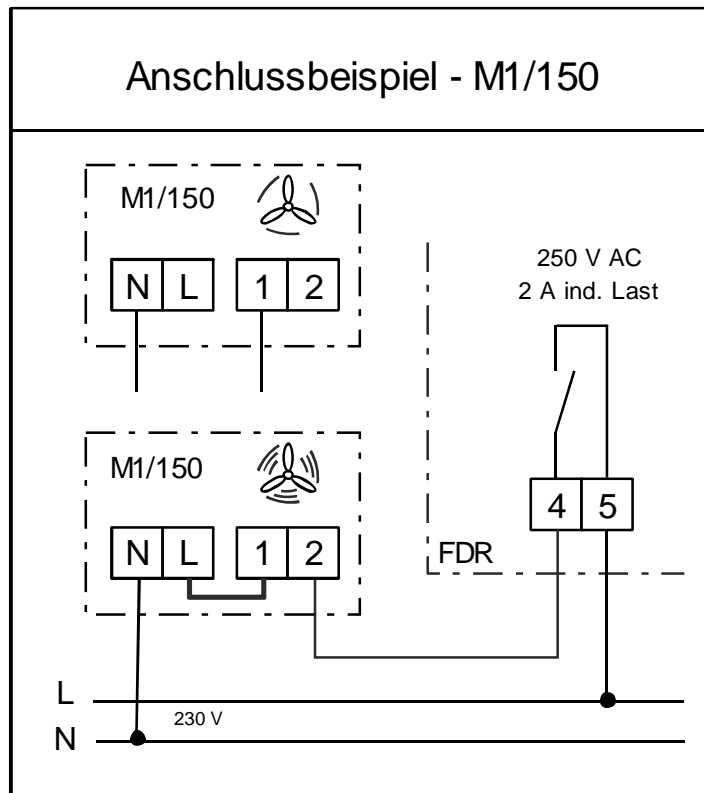 Anschlussbeispiel - M1/150
M1/150
N L 1 2
250 V AC
2 A ind. Last
M1/150
N L 1 2
4 5
FDR
L
230 V
N